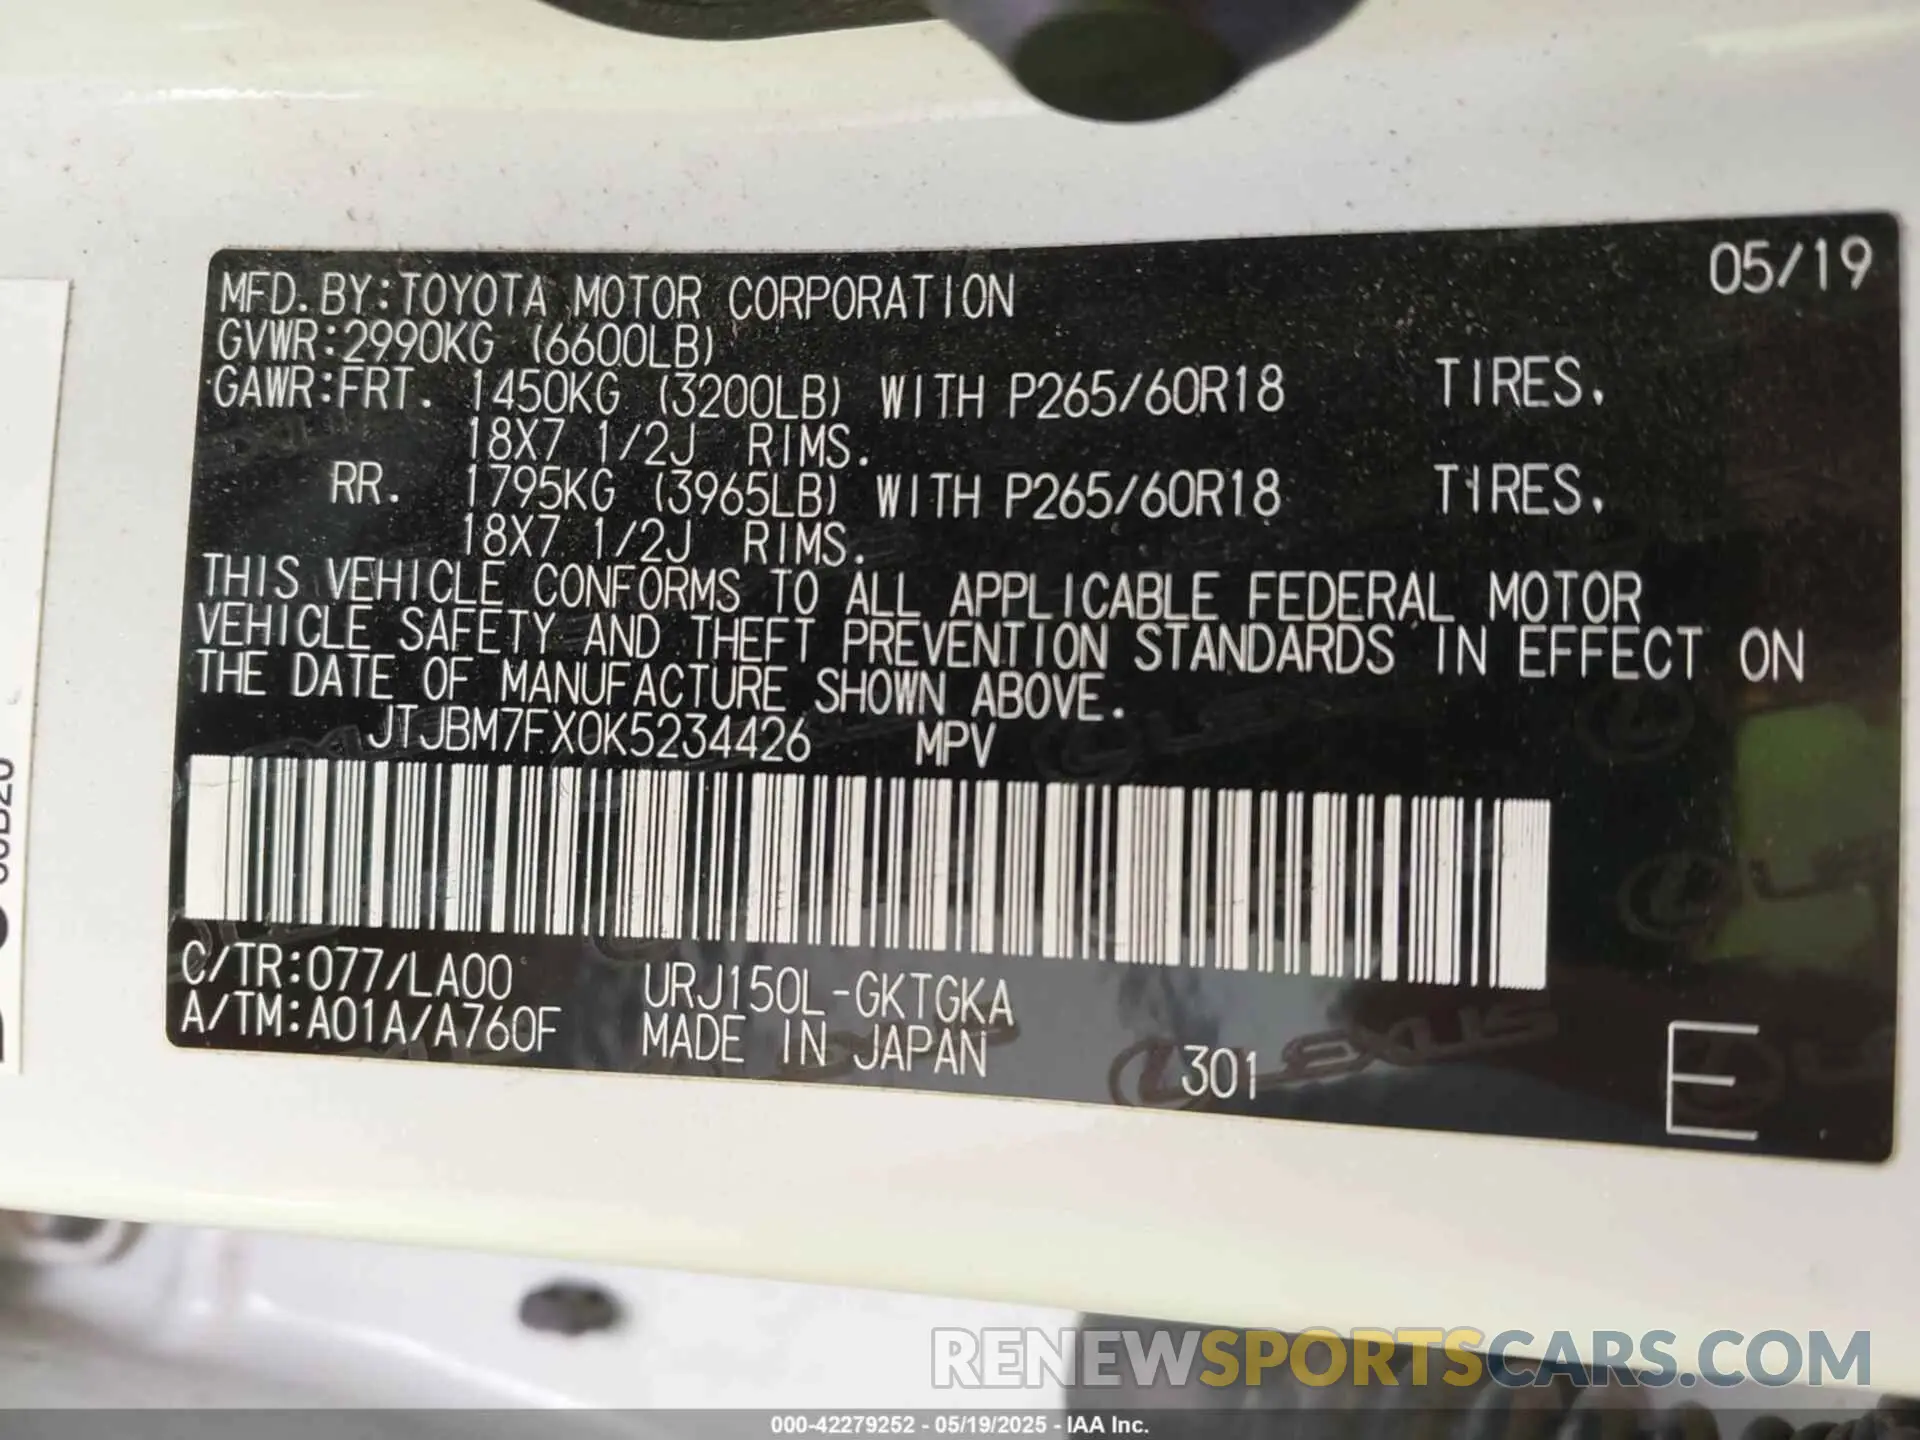 MFD.BY:TOYOTA MOTOR CORPORATION 05/19
GVWR:2990KG (6600LB)
GAWR:FRT. 1450KG (3200LB) WITH P265/60R18 TIRES.
18X7 1/2J RIMS.
RR. 1795KG (3965LB) WITH P265/60R18 TIRES.
18X7 1/2J RIMS.
THIS VEHICLE CONFORMS TO ALL APPLICABLE FEDERAL MOTOR
VEHICLE SAFETY AND THEFT PREVENTION STANDARDS IN EFFECT ON
THE DATE OF MANUFACTURE SHOWN ABOVE.
JTJBM7FX0K5234426 MPV
C/TR:077/LA00 URJ150L-GKTGKA
A/TM:A01A/A760F MADE IN JAPAN 301 E
LEXUS
RENEWSPORTSCARS.COM
000-42279252 - 05/19/2025 - IAA Inc.